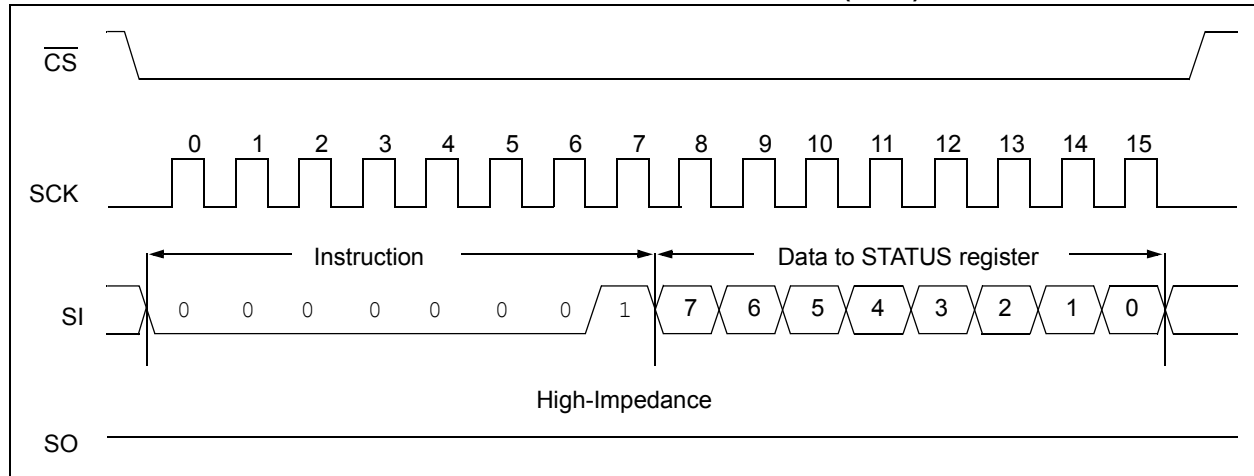 CS
0 1 2 3 4 5 6 7 8 9 10 11 12 13 14 15
SCK
Instruction Data to STATUS register
SI 0 0 0 0 0 0 0 1 7 6 5 4 3 2 1 0
High-Impedance
SO